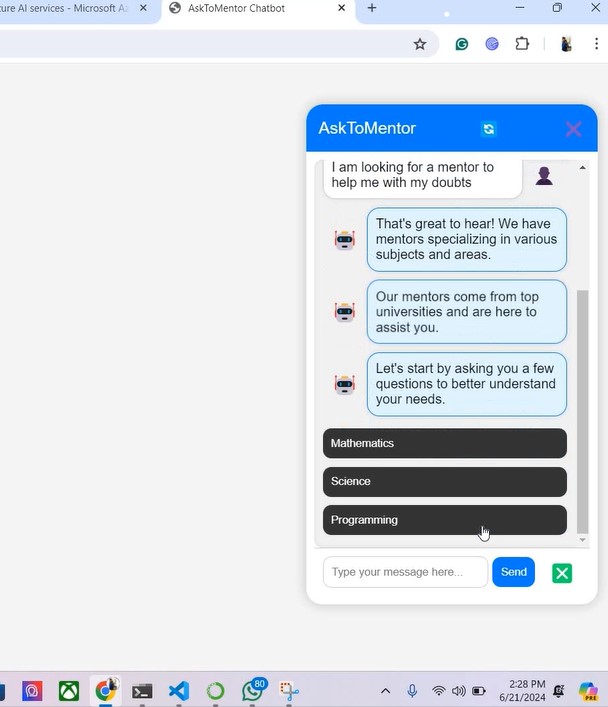 ure AI services - Microsoft A
AskToMentor Chatbot
AskToMentor
I am looking for a mentor to
help me with my doubts
That's great to hear! We have
mentors specializing in various
subjects and areas.
Our mentors come from top
universities and are here to
assist you.
Let's start by asking you a few
questions to better understand
your needs.
Mathematics
Science
Programming
Type your message here...
Send
80
2:28 PM
6/21/2024
PRE